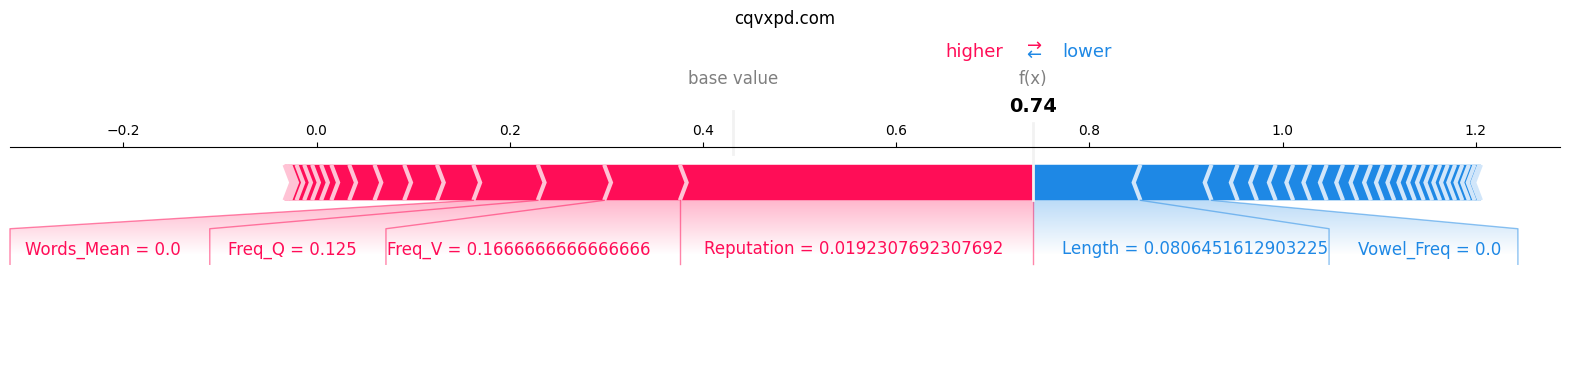 cqvxpd.com
higher → ← lower
base value f(x)
0.74
−0.2 0.0 0.2 0.4 0.6 0.8 1.0 1.2
Words_Mean = 0.0 Freq_Q = 0.125 Freq_V = 0.1666666666666666 Reputation = 0.0192307692307692 Length = 0.0806451612903225 Vowel_Freq = 0.0